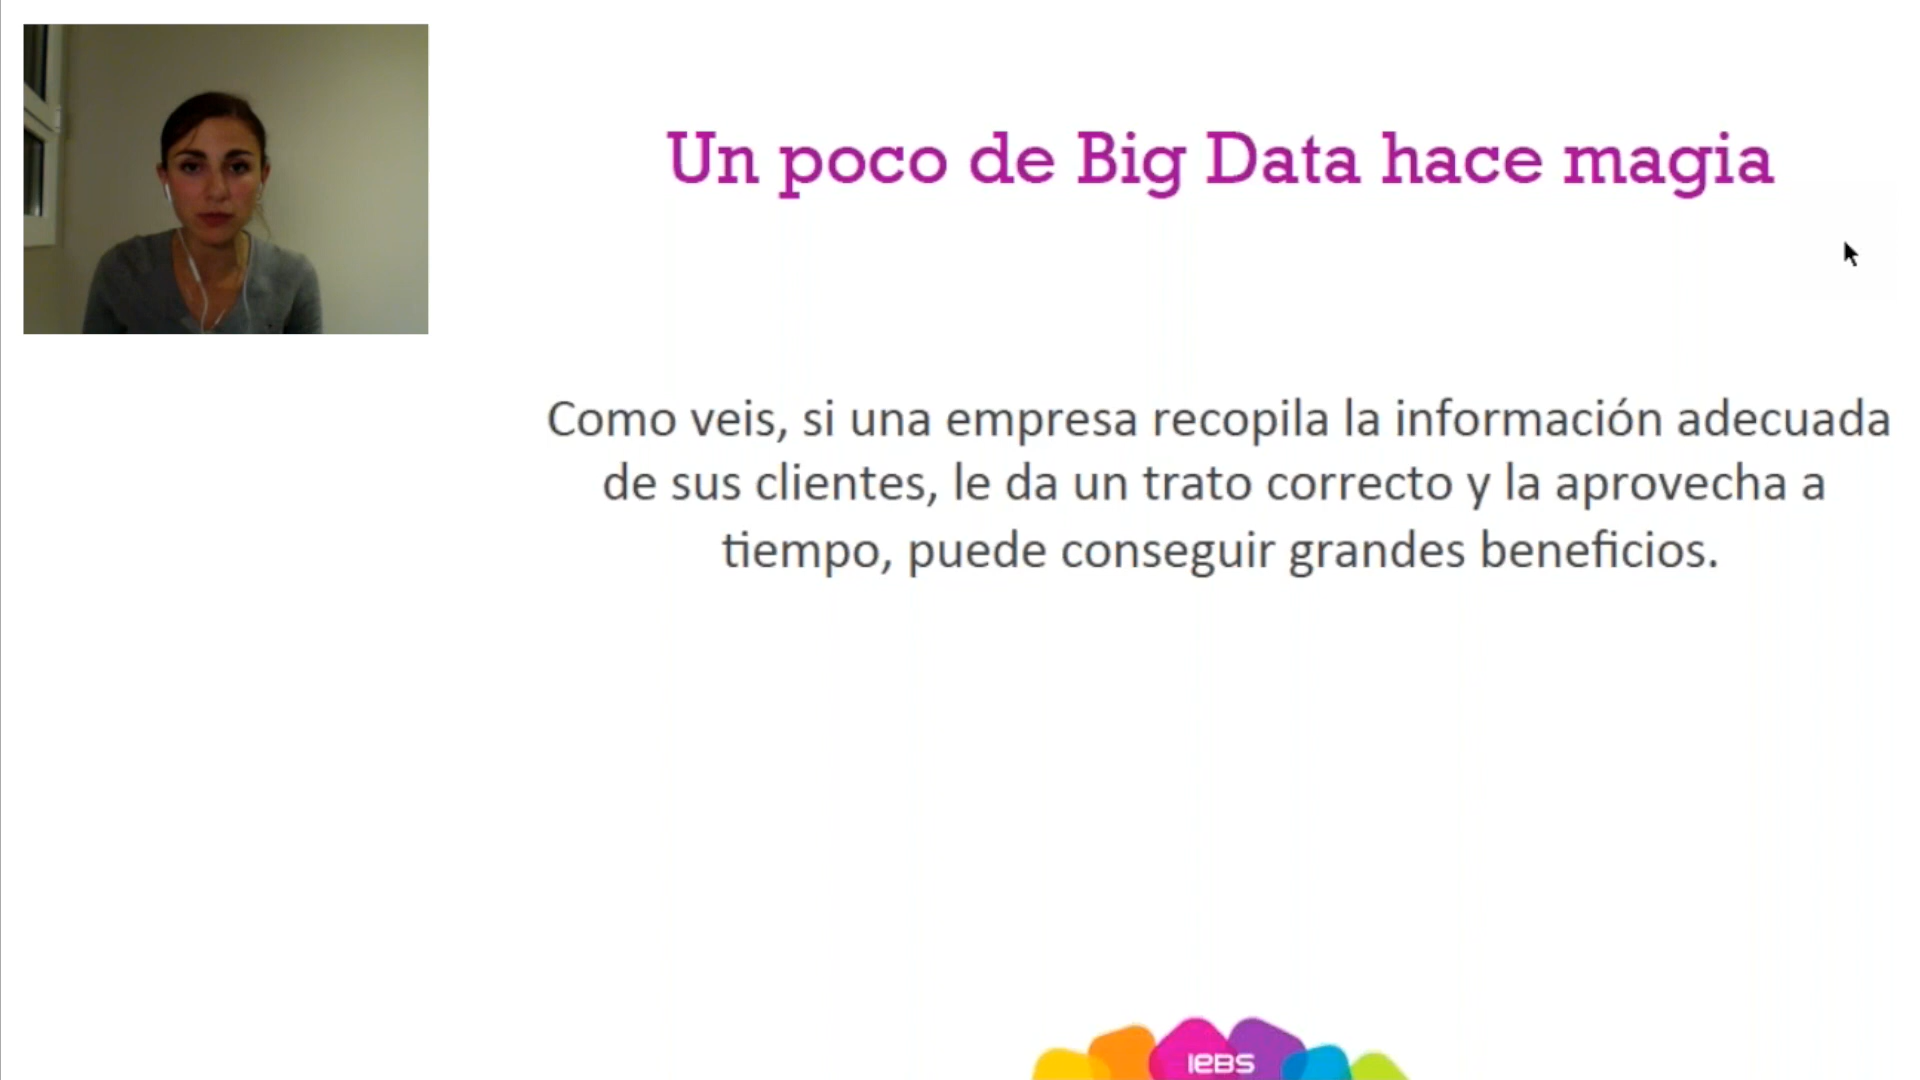 Un poco de Big Data hace magia
Como veis, si una empresa recopila la información adecuada
de sus clientes, le da un trato correcto y la aprovecha a
tiempo, puede conseguir grandes beneficios.
IEBS